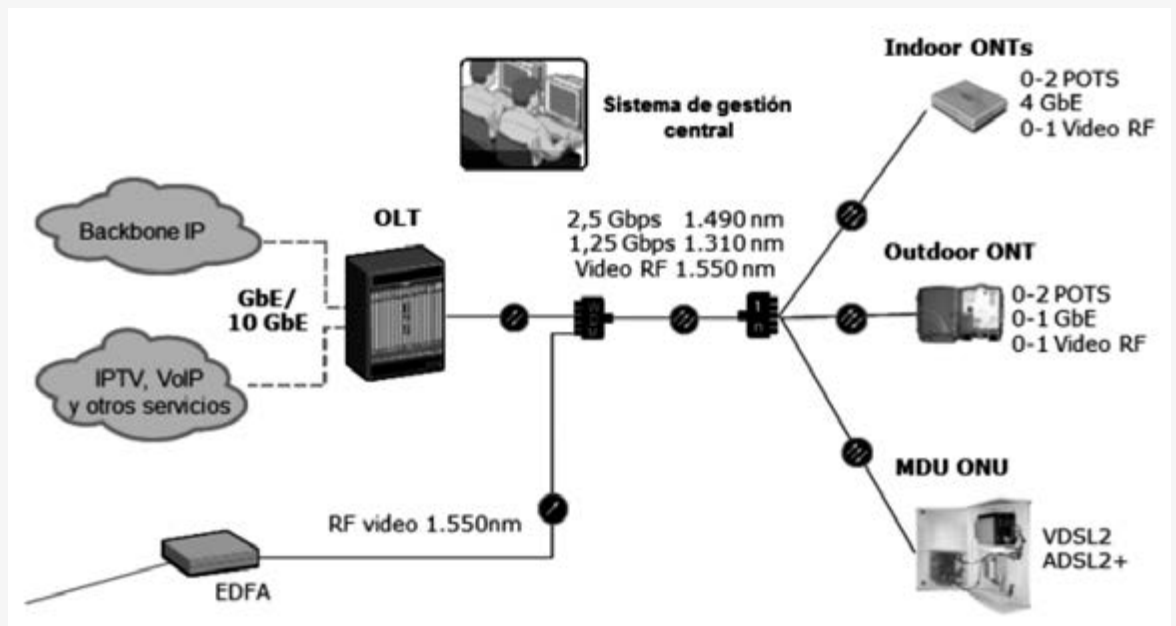 Indoor ONTs
0-2 POTS
4 GbE
0-1 Video RF
Sistema de gestión
central
Backbone IP
OLT
2,5 Gbps 1.490 nm
1,25 Gbps 1.310 nm
Video RF 1.550 nm
GbE/
10 GbE
Outdoor ONT
0-2 POTS
0-1 GbE
0-1 Video RF
IPTV, VoIP
y otros servicios
MDU ONU
VDSL2
ADSL2+
RF video 1.550nm
EDFA